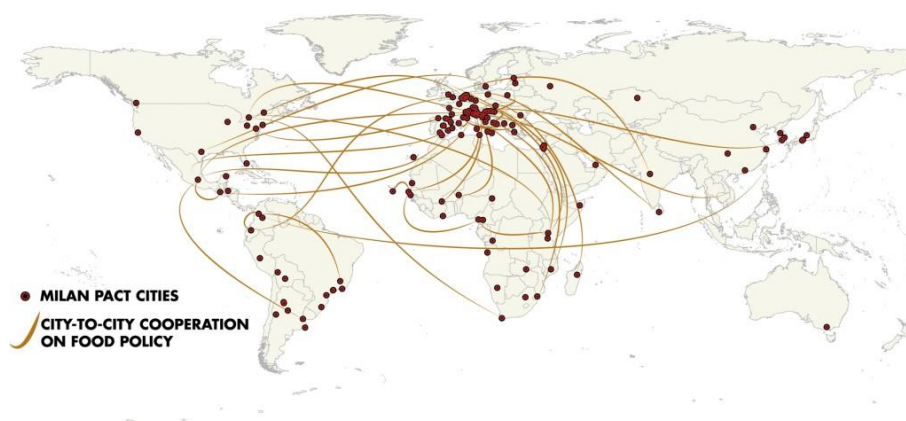 MILAN PACT CITIES
CITY-TO-CITY COOPERATION
ON FOOD POLICY